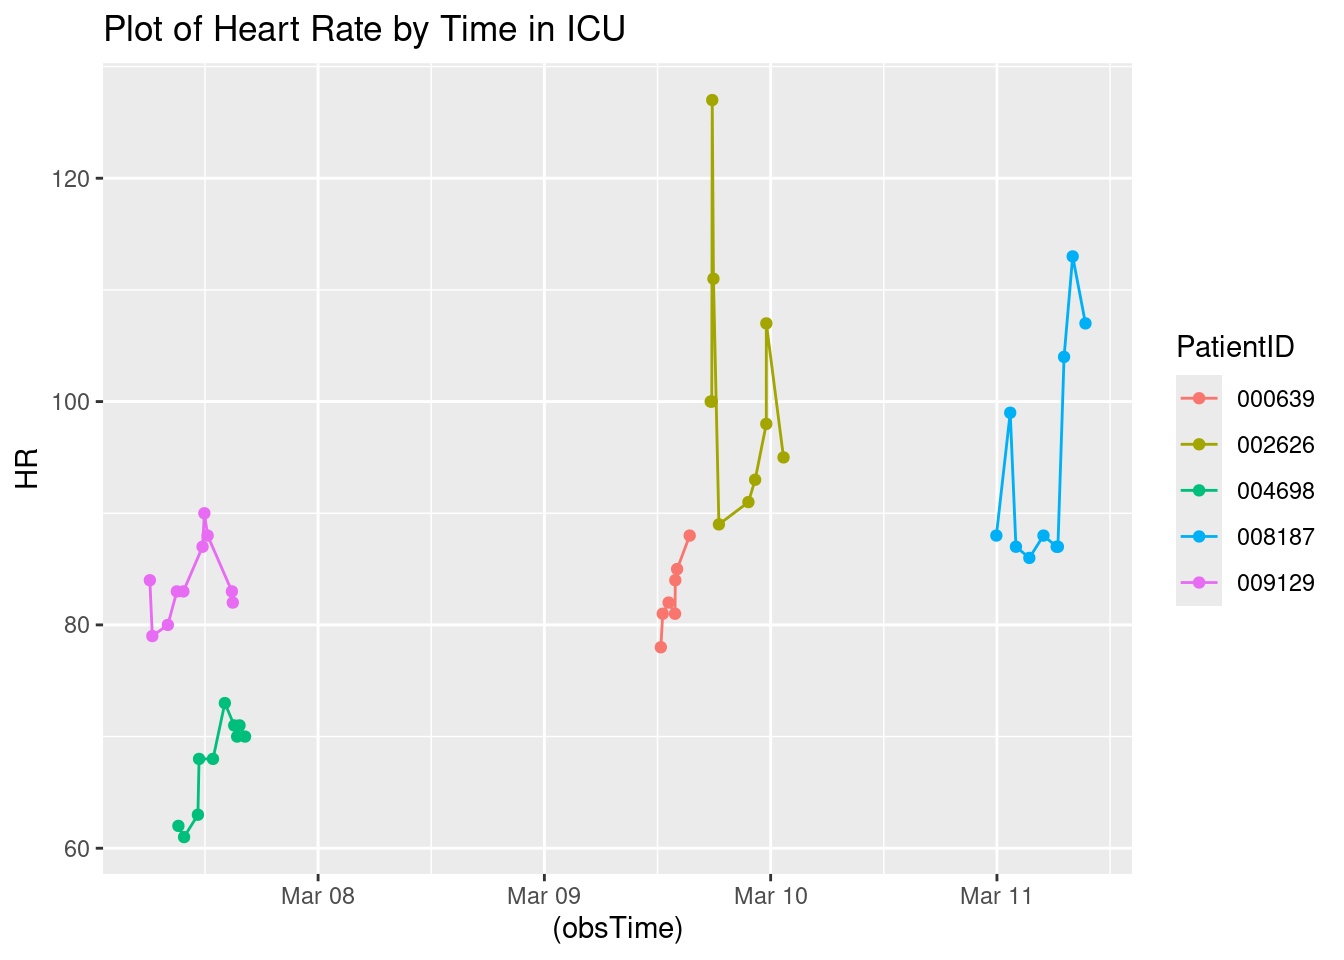 Plot of Heart Rate by Time in ICU
120
100
80
60
HR
Mar 08
Mar 09
Mar 10
Mar 11
(obsTime)
PatientID
000639
002626
004698
008187
009129